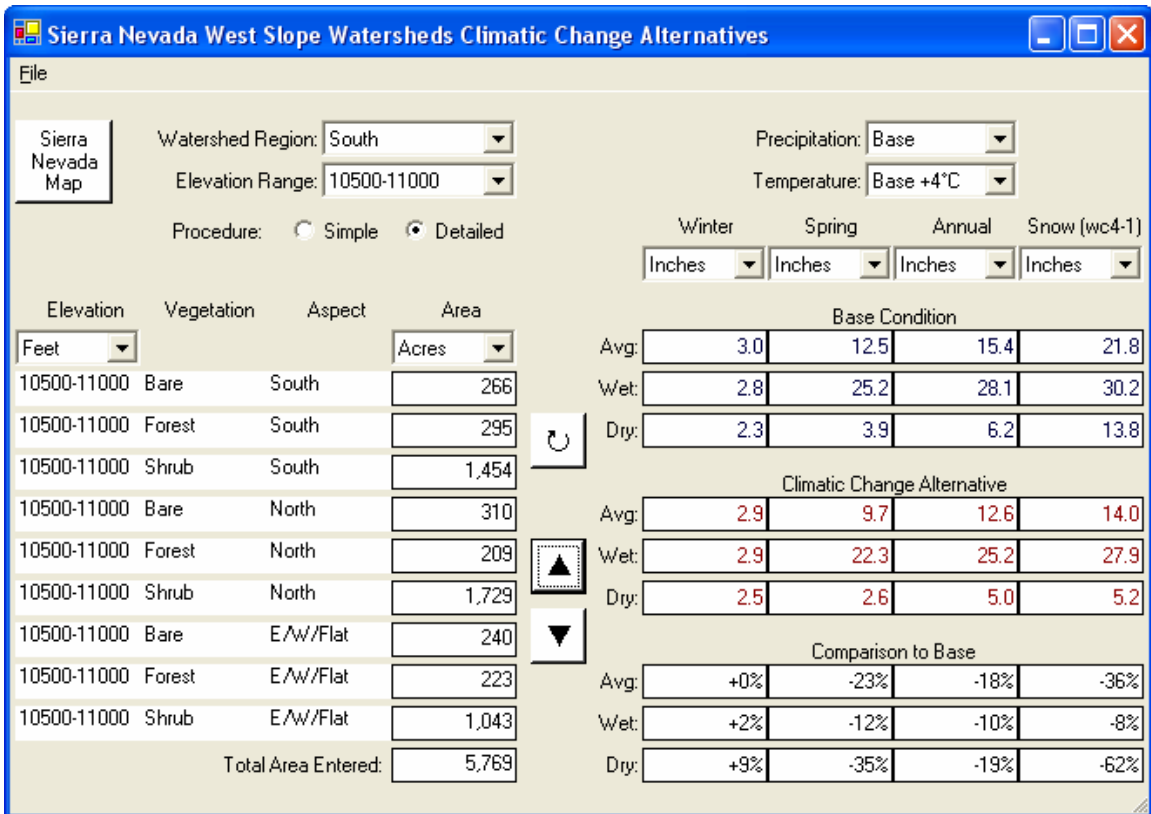 Sierra Nevada West Slope Watersheds Climatic Change Alternatives
File
Sierra
Nevada
Map
Watershed Region: South
Elevation Range: 10500-11000
Procedure: Simple Detailed
Precipitation: Base
Temperature: Base +4°C
Winter Spring Annual Snow (wc4-1)
Inches Inches Inches Inches
Elevation Vegetation Aspect Area
Feet Acres
10500-11000 Bare South 266
10500-11000 Forest South 295
10500-11000 Shrub South 1,454
10500-11000 Bare North 310
10500-11000 Forest North 209
10500-11000 Shrub North 1,729
10500-11000 Bare E/W/Flat 240
10500-11000 Forest E/W/Flat 223
10500-11000 Shrub E/W/Flat 1,043
Total Area Entered: 5,769
Base Condition
Avg: 3.0 12.5 15.4 21.8
Wet: 2.8 25.2 28.1 30.2
Dry: 2.3 3.9 6.2 13.8
Climatic Change Alternative
Avg: 2.9 9.7 12.6 14.0
Wet: 2.9 22.3 25.2 27.9
Dry: 2.5 2.6 5.0 5.2
Comparison to Base
Avg: +0% -23% -18% -36%
Wet: +2% -12% -10% -8%
Dry: +9% -35% -19% -62%